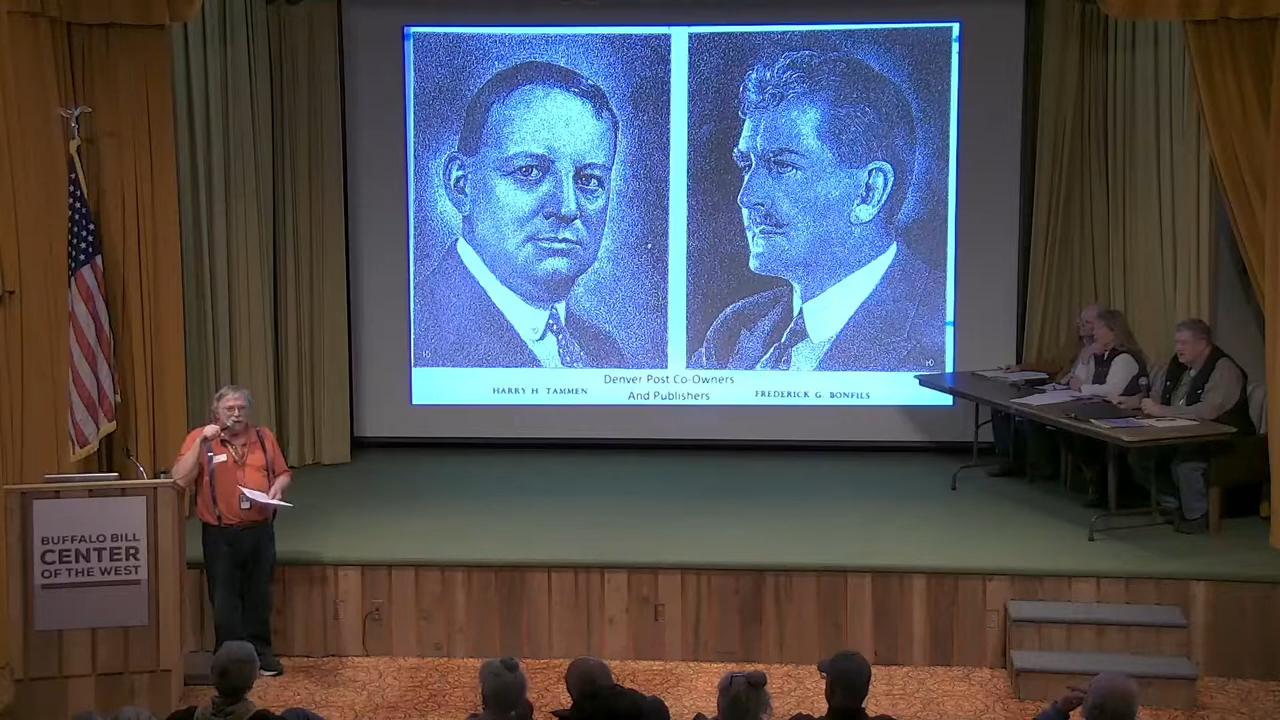 HARRY H TAMMEN
Denver Post Co-Owners
And Publishers
FREDERICK G. BONFILS
BUFFALO BILL
CENTER
OF THE WEST